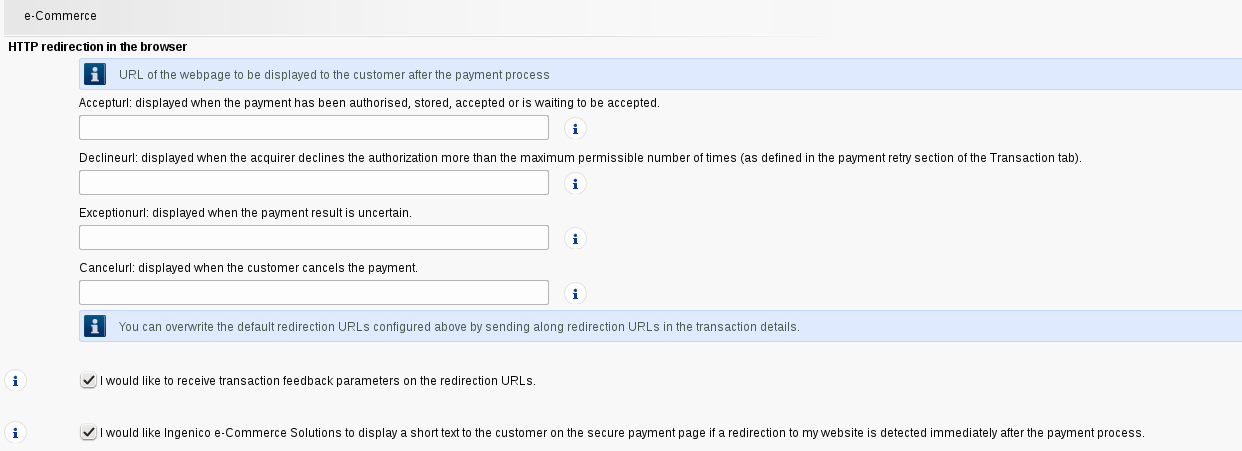 e-Commerce
HTTP redirection in the browser
URL of the webpage to be displayed to the customer after the payment process
Accepturl: displayed when the payment has been authorised, stored, accepted or is waiting to be accepted.
Declineurl: displayed when the acquirer declines the authorization more than the maximum permissible number of times (as defined in the payment retry section of the Transaction tab).
Exceptionurl: displayed when the payment result is uncertain.
Cancelurl: displayed when the customer cancels the payment.
You can overwrite the default redirection URLs configured above by sending along redirection URLs in the transaction details.
I would like to receive transaction feedback parameters on the redirection URLs.
I would like Ingenico e-Commerce Solutions to display a short text to the customer on the secure payment page if a redirection to my website is detected immediately after the payment process.